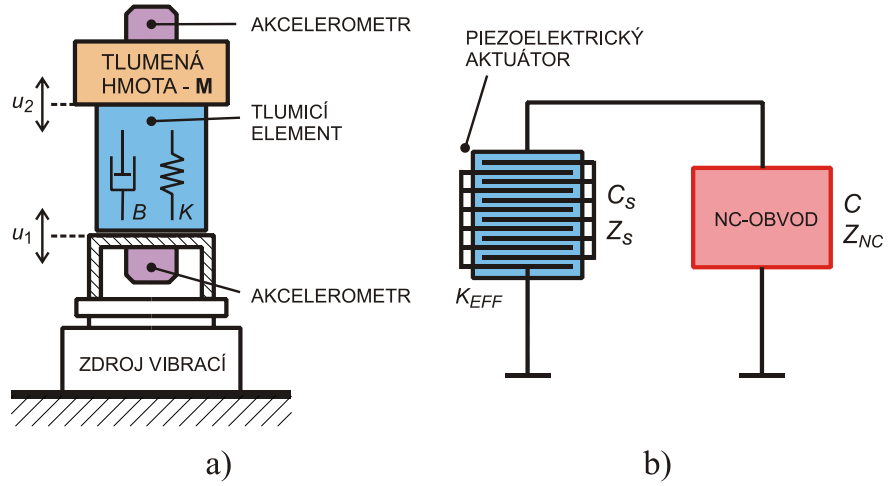 AKCELEROMETR
TLUMENÁ
HMOTA - M
u2
TLUMICÍ
ELEMENT
B
K
u1
AKCELEROMETR
ZDROJ VIBRACÍ
a)
PIEZOELEKTRICKÝ
AKTUÁTOR
CS
ZS
KEFF
NC-OBVOD
C
ZNC
b)